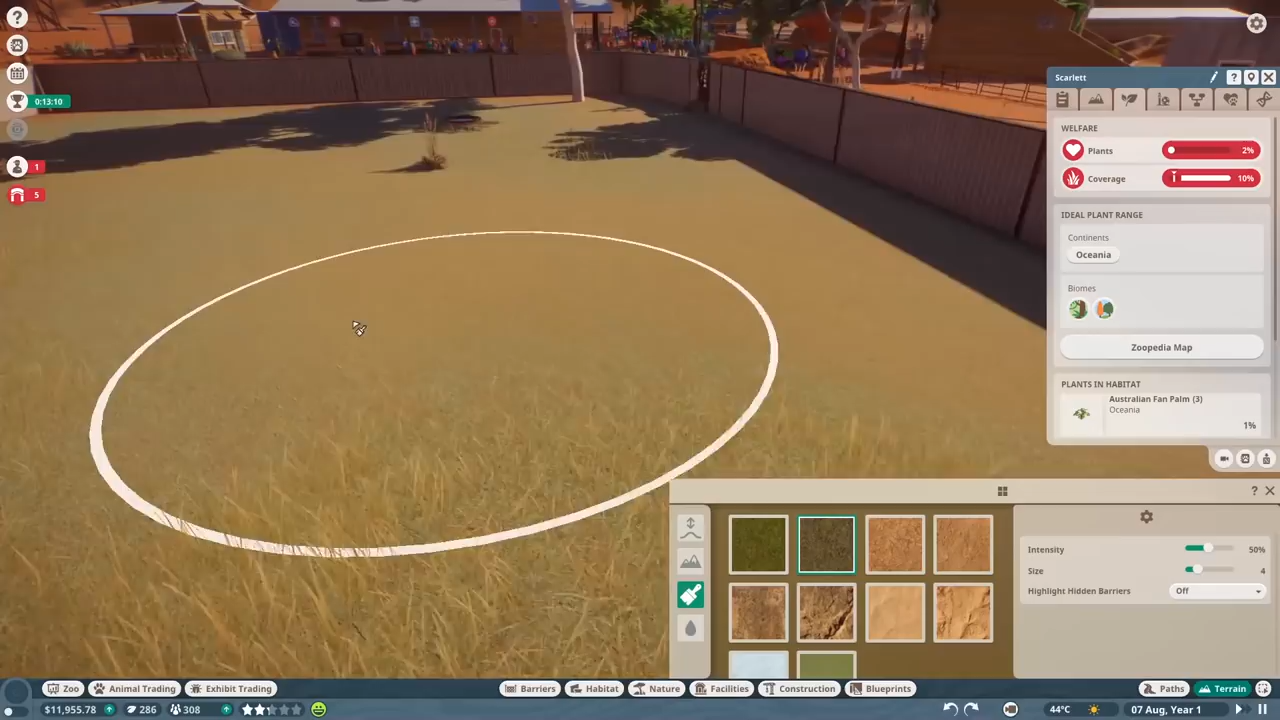 ?
0:13:10
1
5
Scarlett
?
WELFARE
Plants
2%
Coverage
10%
IDEAL PLANT RANGE
Continents
Oceania
Biomes
Zoopedia Map
PLANTS IN HABITAT
Australian Fan Palm (3)
Oceania
1%
?
Intensity
50%
Size
4
Highlight Hidden Barriers
Off
Zoo
Animal Trading
Exhibit Trading
Barriers
Habitat
Nature
Facilities
Construction
Blueprints
Paths
Terrain
$11,955.78
286
308
44°C
07 Aug, Year 1